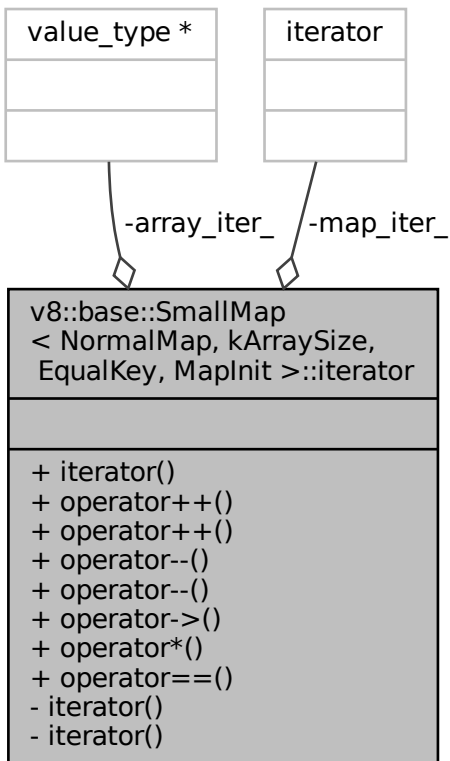 value_type *
iterator
-array_iter_
-map_iter_
v8::base::SmallMap
< NormalMap, kArraySize,
EqualKey, MapInit >::iterator
+ iterator()
+ operator++()
+ operator++()
+ operator--()
+ operator--()
+ operator->()
+ operator*()
+ operator==()
- iterator()
- iterator()